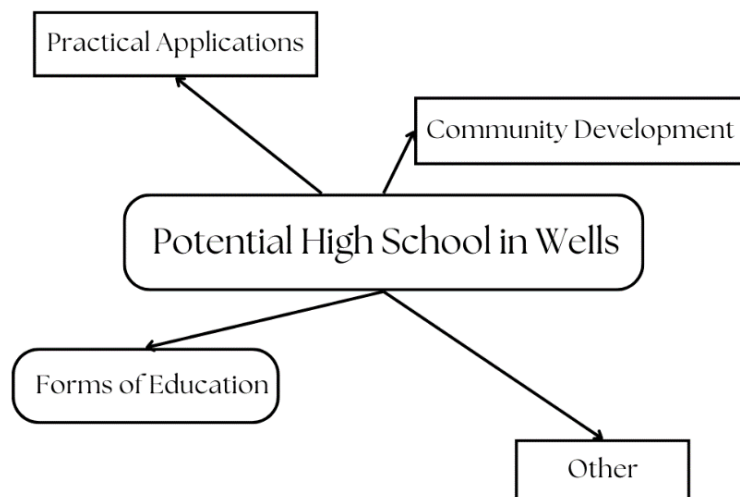 Practical Applications
Community Development
Potential High School in Wells
Forms of Education
Other